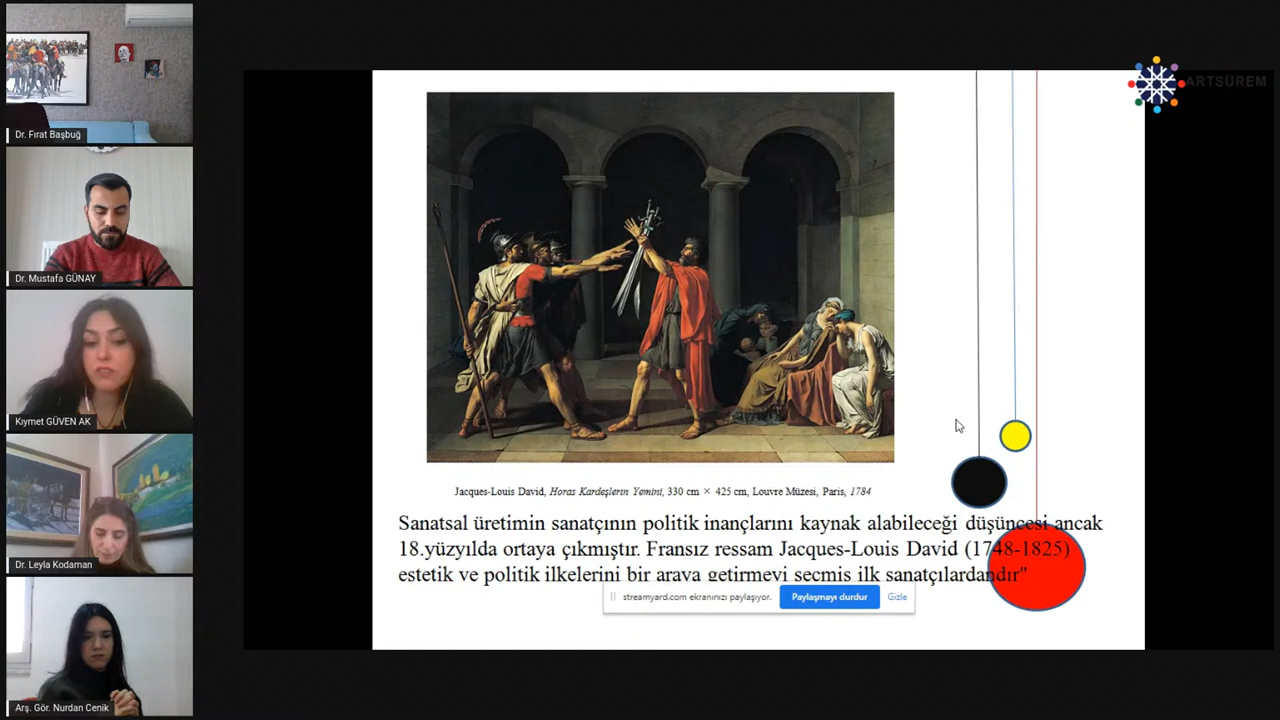 Dr. Fırat Başbuğ
Dr. Mustafa GÜNAY
Kıymet GÜVEN AK
Dr. Leyla Kodaman
Arş. Gör. Nurdan Cenik
ARTSÜREM
Jacques-Louis David, Horas Kardeşlerın Yemini, 330 cm × 425 cm, Louvre Müzesi, Paris, 1784
Sanatsal üretimin sanatçının politik inançlarını kaynak alabileceği düşüncesi ancak
18.yüzyılda ortaya çıkmıştır. Fransız ressam Jacques-Louis David (1748-1825)
estetik ve politik ilkelerini bir araya getirmeyi seçmiş ilk sanatçılardandır"
streamyard.com ekranınızı paylaşıyor.
Paylaşmayı durdur
Gizle